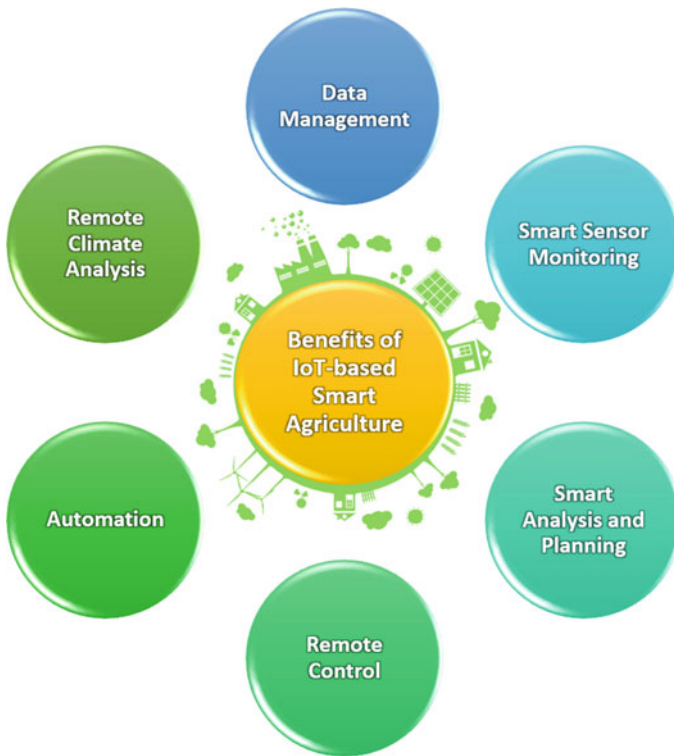 Data
Management
Smart Sensor
Monitoring
Smart
Analysis and
Planning
Remote
Control
Automation
Remote
Climate
Analysis
Benefits of
IoT-based
Smart
Agriculture